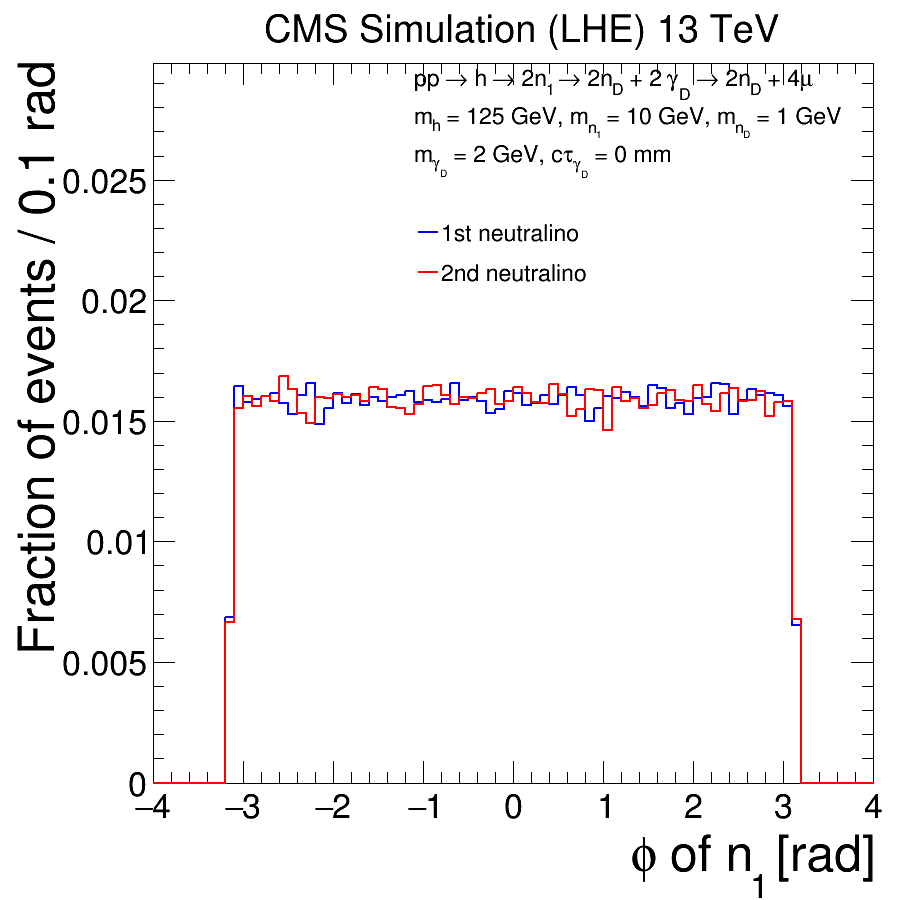 CMS Simulation (LHE) 13 TeV
pp → h → 2n1 → 2nD + 2 γD → 2nD + 4μ
mh = 125 GeV, mn1 = 10 GeV, mnD = 1 GeV
mγD = 2 GeV, cτγD = 0 mm
1st neutralino
2nd neutralino
Fraction of events / 0.1 rad
0.025
0.02
0.015
0.01
0.005
0
−4 −3 −2 −1 0 1 2 3 4
ϕ of n1 [rad]